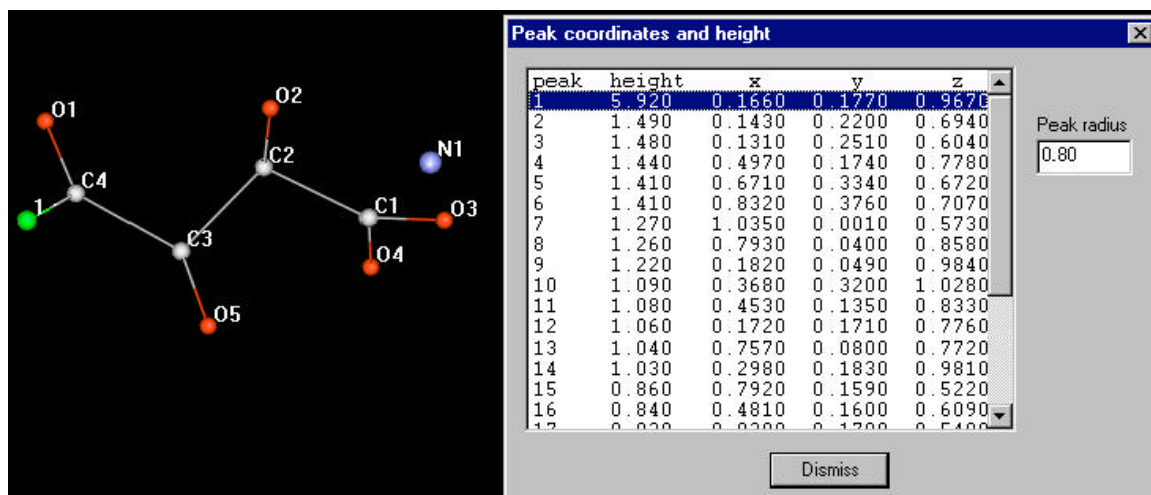 O1
O2
C2
N1
C4
1
C1
O3
C3
O4
O5
Peak coordinates and height
peak height x y z
1 5.920 0.1660 0.1770 0.9670
2 1.490 0.1430 0.2200 0.6940
3 1.480 0.1310 0.2510 0.6040
4 1.440 0.4970 0.1740 0.7780
5 1.410 0.6710 0.3340 0.6720
6 1.410 0.8320 0.3760 0.7070
7 1.270 1.0350 0.0010 0.5730
8 1.260 0.7930 0.0400 0.8580
9 1.220 0.1820 0.0490 0.9840
10 1.090 0.3680 0.3200 1.0280
11 1.080 0.4530 0.1350 0.8330
12 1.060 0.1720 0.1710 0.7760
13 1.040 0.7570 0.0800 0.7720
14 1.030 0.2980 0.1830 0.9810
15 0.860 0.7920 0.1590 0.5220
16 0.840 0.4810 0.1600 0.6090
17
Peak radius
0.80
Dismiss